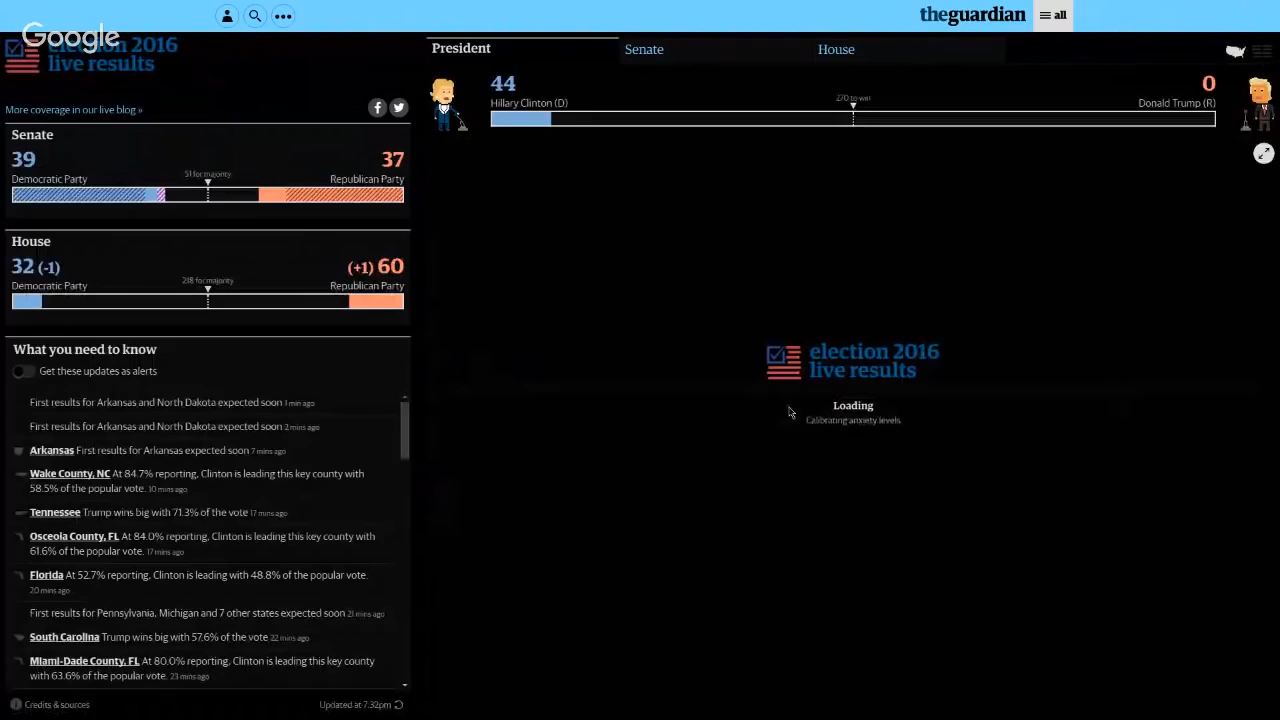 theguardian
all
Google
election 2016
live results
More coverage in our live blog »
Senate
39
37
Democratic Party
51 for majority
Republican Party
House
32 (-1)
(+1) 60
Democratic Party
218 for majority
Republican Party
What you need to know
Get these updates as alerts
First results for Arkansas and North Dakota expected soon 1 min ago
First results for Arkansas and North Dakota expected soon 2 mins ago
Arkansas First results for Arkansas expected soon 7 mins ago
Wake County, NC At 84.7% reporting, Clinton is leading this key county with
58.5% of the popular vote. 10 mins ago
Tennessee Trump wins big with 71.3% of the vote 17 mins ago
Osceola County, FL At 84.0% reporting, Clinton is leading this key county with
61.6% of the popular vote. 17 mins ago
Florida At 52.7% reporting, Clinton is leading with 48.8% of the popular vote.
20 mins ago
First results for Pennsylvania, Michigan and 7 other states expected soon 21 mins ago
South Carolina Trump wins big with 57.6% of the vote 22 mins ago
Miami-Dade County, FL At 80.0% reporting, Clinton is leading this key county
with 63.6% of the popular vote. 23 mins ago
Credits & sources
Updated at 7:32pm
President
Senate
House
44
0
Hillary Clinton (D)
270 to win
Donald Trump (R)
election 2016
live results
Loading
Calibrating anxiety levels